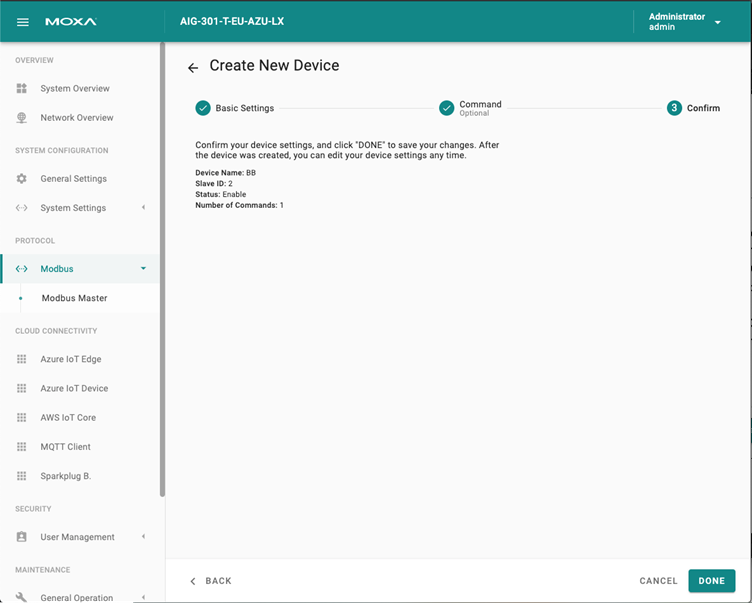 MOXA
AIG-301-T-EU-AZU-LX
Administrator
admin
OVERVIEW
System Overview
Network Overview
SYSTEM CONFIGURATION
General Settings
System Settings
PROTOCOL
Modbus
Modbus Master
CLOUD CONNECTIVITY
Azure IoT Edge
Azure IoT Device
AWS IoT Core
MQTT Client
Sparkplug B.
SECURITY
User Management
MAINTENANCE
General Operation
Create New Device
Basic Settings
Command
Optional
3 Confirm
Confirm your device settings, and click "DONE" to save your changes. After
the device was created, you can edit your device settings any time.
Device Name: BB
Slave ID: 2
Status: Enable
Number of Commands: 1
BACK
CANCEL
DONE